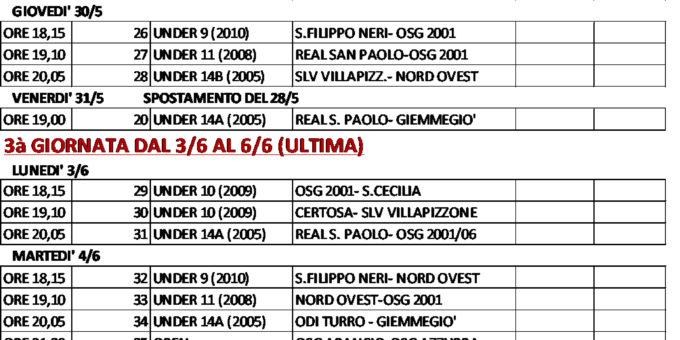 GIOVEDI' 30/5
ORE 18,15 26 UNDER 9 (2010) S.FILIPPO NERI- OSG 2001
ORE 19,10 27 UNDER 11 (2008) REAL SAN PAOLO-OSG 2001
ORE 20,05 28 UNDER 14B (2005) SLV VILLAPIZZ.- NORD OVEST
VENERDI' 31/5 SPOSTAMENTO DEL 28/5
ORE 19,00 20 UNDER 14A (2005) REAL S. PAOLO- GIEMMEGIO'
3à GIORNATA DAL 3/6 AL 6/6 (ULTIMA)
LUNEDI' 3/6
ORE 18,15 29 UNDER 10 (2009) OSG 2001- S.CECILIA
ORE 19,10 30 UNDER 10 (2009) CERTOSA- SLV VILLAPIZZONE
ORE 20,05 31 UNDER 14A (2005) REAL S. PAOLO- OSG 2001/06
MARTEDI' 4/6
ORE 18,15 32 UNDER 9 (2010) S.FILIPPO NERI- NORD OVEST
ORE 19,10 33 UNDER 11 (2008) NORD OVEST-OSG 2001
ORE 20,05 34 UNDER 14A (2005) ODI TURRO - GIEMMEGIO'